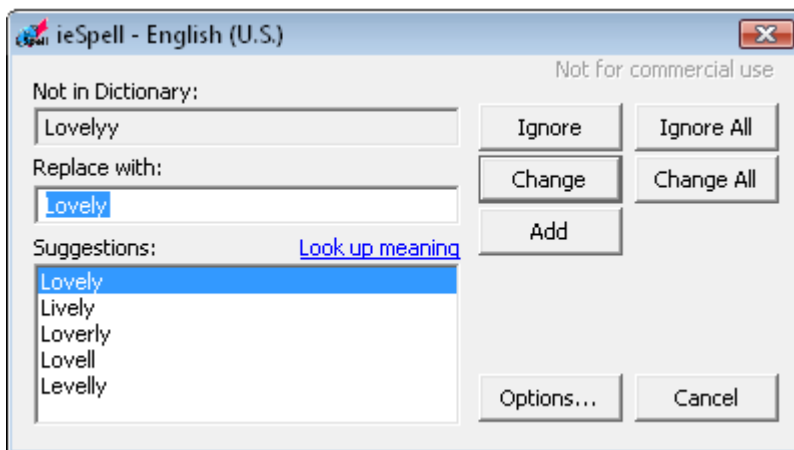 ieSpell - English (U.S.)
Not for commercial use
Not in Dictionary:
Lovelyy
Ignore
Ignore All
Replace with:
Change
Change All
Lovely
Add
Suggestions:
Look up meaning
Lovely
Lively
Loverly
Lovell
Levelly
Options...
Cancel